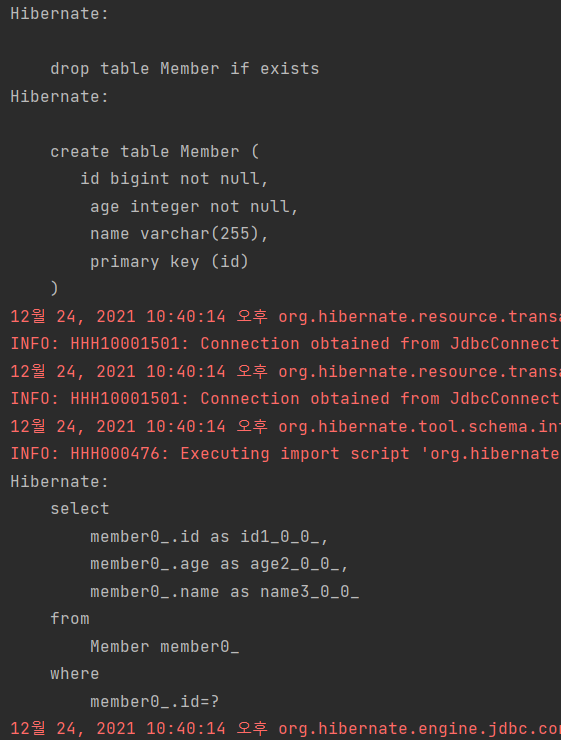 Hibernate:
drop table Member if exists
Hibernate:
create table Member (
id bigint not null,
age integer not null,
name varchar(255),
primary key (id)
)
12월 24, 2021 10:40:14 오후 org.hibernate.resource.transa
INFO: HHH10001501: Connection obtained from JdbcConnect
12월 24, 2021 10:40:14 오후 org.hibernate.resource.transa
INFO: HHH10001501: Connection obtained from JdbcConnect
12월 24, 2021 10:40:14 오후 org.hibernate.tool.schema.int
INFO: HHH000476: Executing import script 'org.hibernate
Hibernate:
select
member0_.id as id1_0_0_,
member0_.age as age2_0_0_,
member0_.name as name3_0_0_
from
Member member0_
where
member0_.id=?
12월 24, 2021 10:40:14 오후 org.hibernate.engine.jdbc.con